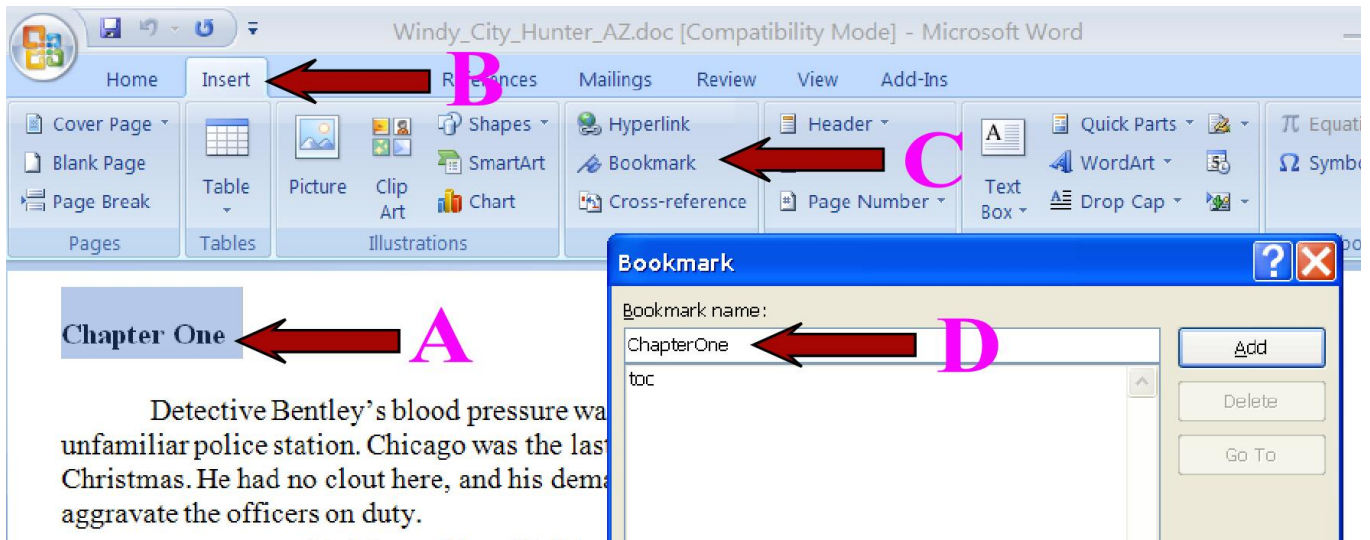 Windy_City_Hunter_AZ.doc [Compatibility Mode] - Microsoft Word
Home Insert References Mailings Review View Add-Ins
B
Cover Page
Blank Page
Page Break
Pages
Table
Tables
Picture
Clip
Art
Shapes
SmartArt
Chart
Illustrations
Hyperlink
Bookmark
Cross-reference
C
Header
Page Number
A
Text
Box
Quick Parts
WordArt
Drop Cap
π Equati
Ω Symbo
Chapter One
A
Detective Bentley’s blood pressure wa
unfamiliar police station. Chicago was the last
Christmas. He had no clout here, and his dema
aggravate the officers on duty.
Bookmark
Bookmark name:
ChapterOne
D
toc
Add
Delete
Go To